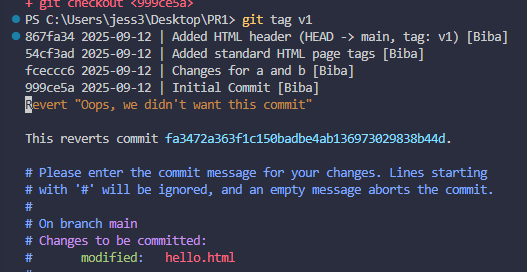 + git checkout <999ce5a>
PS C:\Users\jess3\Desktop\PR1> git tag v1
867fa34 2025-09-12 | Added HTML header (HEAD -> main, tag: v1) [Biba]
54cf3ad 2025-09-12 | Added standard HTML page tags [Biba]
fceccc6 2025-09-12 | Changes for a and b [Biba]
999ce5a 2025-09-12 | Initial Commit [Biba]
Revert "Oops, we didn't want this commit"
This reverts commit fa3472a363f1c150badbe4ab136973029838b44d.
# Please enter the commit message for your changes. Lines starting
# with '#' will be ignored, and an empty message aborts the commit.
#
# On branch main
# Changes to be committed:
#       modified:   hello.html
#